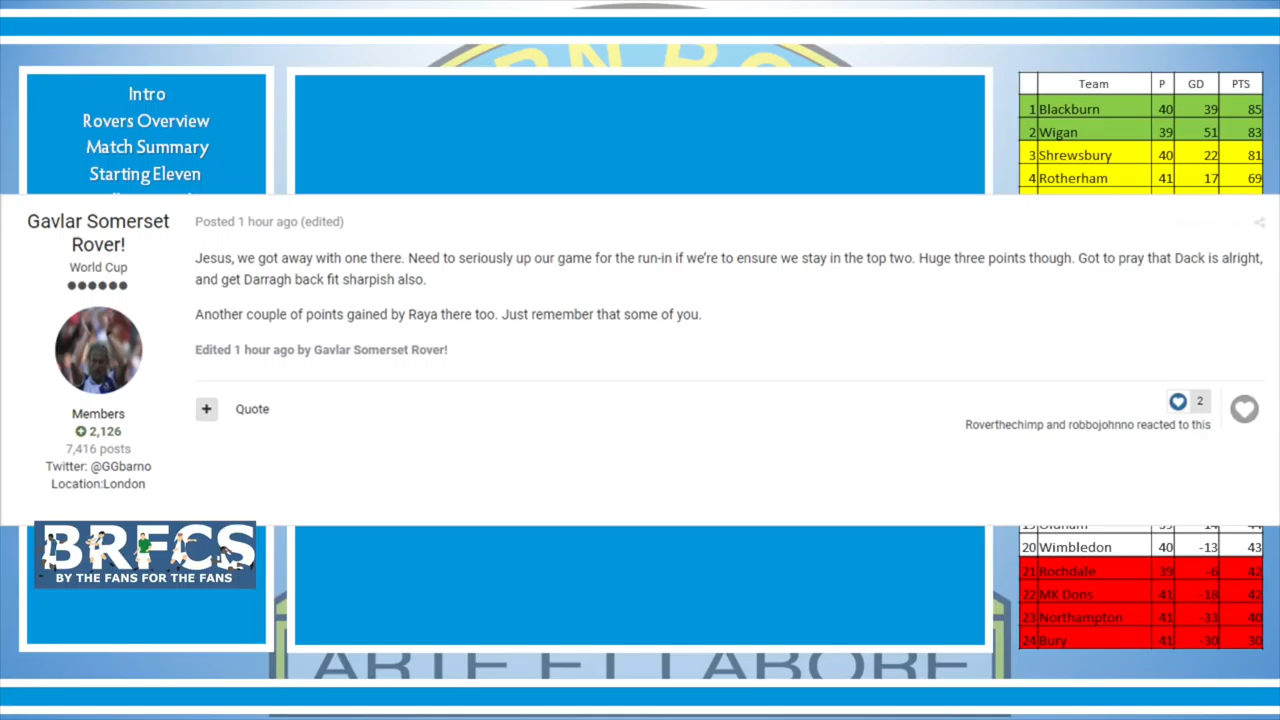 RN RO
Intro
Rovers Overview
Match Summary
Starting Eleven
Team P GD PTS
1 Blackburn 40 39 85
2 Wigan 39 51 83
3 Shrewsbury 40 22 81
4 Rotherham 41 17 69
Gavlar Somerset
Rover!
World Cup
Members
2,126
7,416 posts
Twitter: @GGbarno
Location:London
Posted 1 hour ago (edited)
Jesus, we got away with one there. Need to seriously up our game for the run-in if we're to ensure we stay in the top two. Huge three points though. Got to pray that Dack is alright,
and get Darragh back fit sharpish also.
Another couple of points gained by Raya there too. Just remember that some of you.
Edited 1 hour ago by Gavlar Somerset Rover!
+ Quote
2
Roverthechimp and robbojohnno reacted to this
BRFCS
BY THE FANS FOR THE FANS
20 Wimbledon 40 -13 43
21 Rochdale 39 -6 42
22 MK Dons 41 -18 42
23 Northampton 41 -33 40
24 Bury 41 -30 30
ARTE ET LABORE